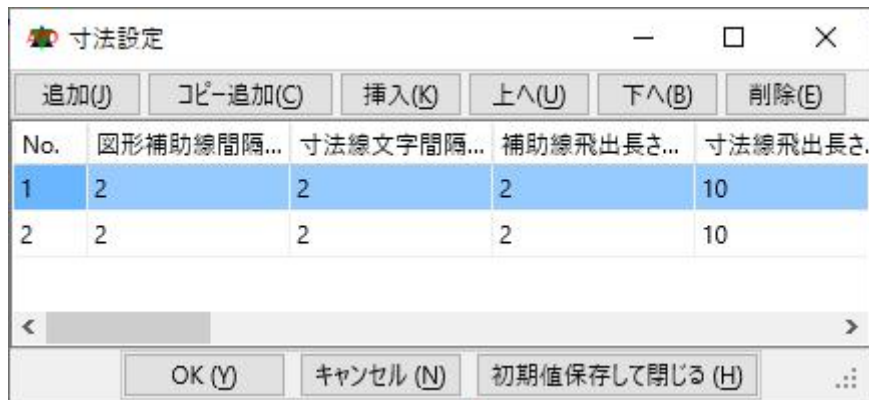 寸法設定
追加(J) コピー追加(C) 挿入(K) 上へ(U) 下へ(B) 削除(E)
No. 図形補助線間隔... 寸法線文字間隔... 補助線飛出長さ... 寸法線飛出長さ.
1 2 2 2 10
2 2 2 2 10
OK (Y) キャンセル (N) 初期値保存して閉じる (H)